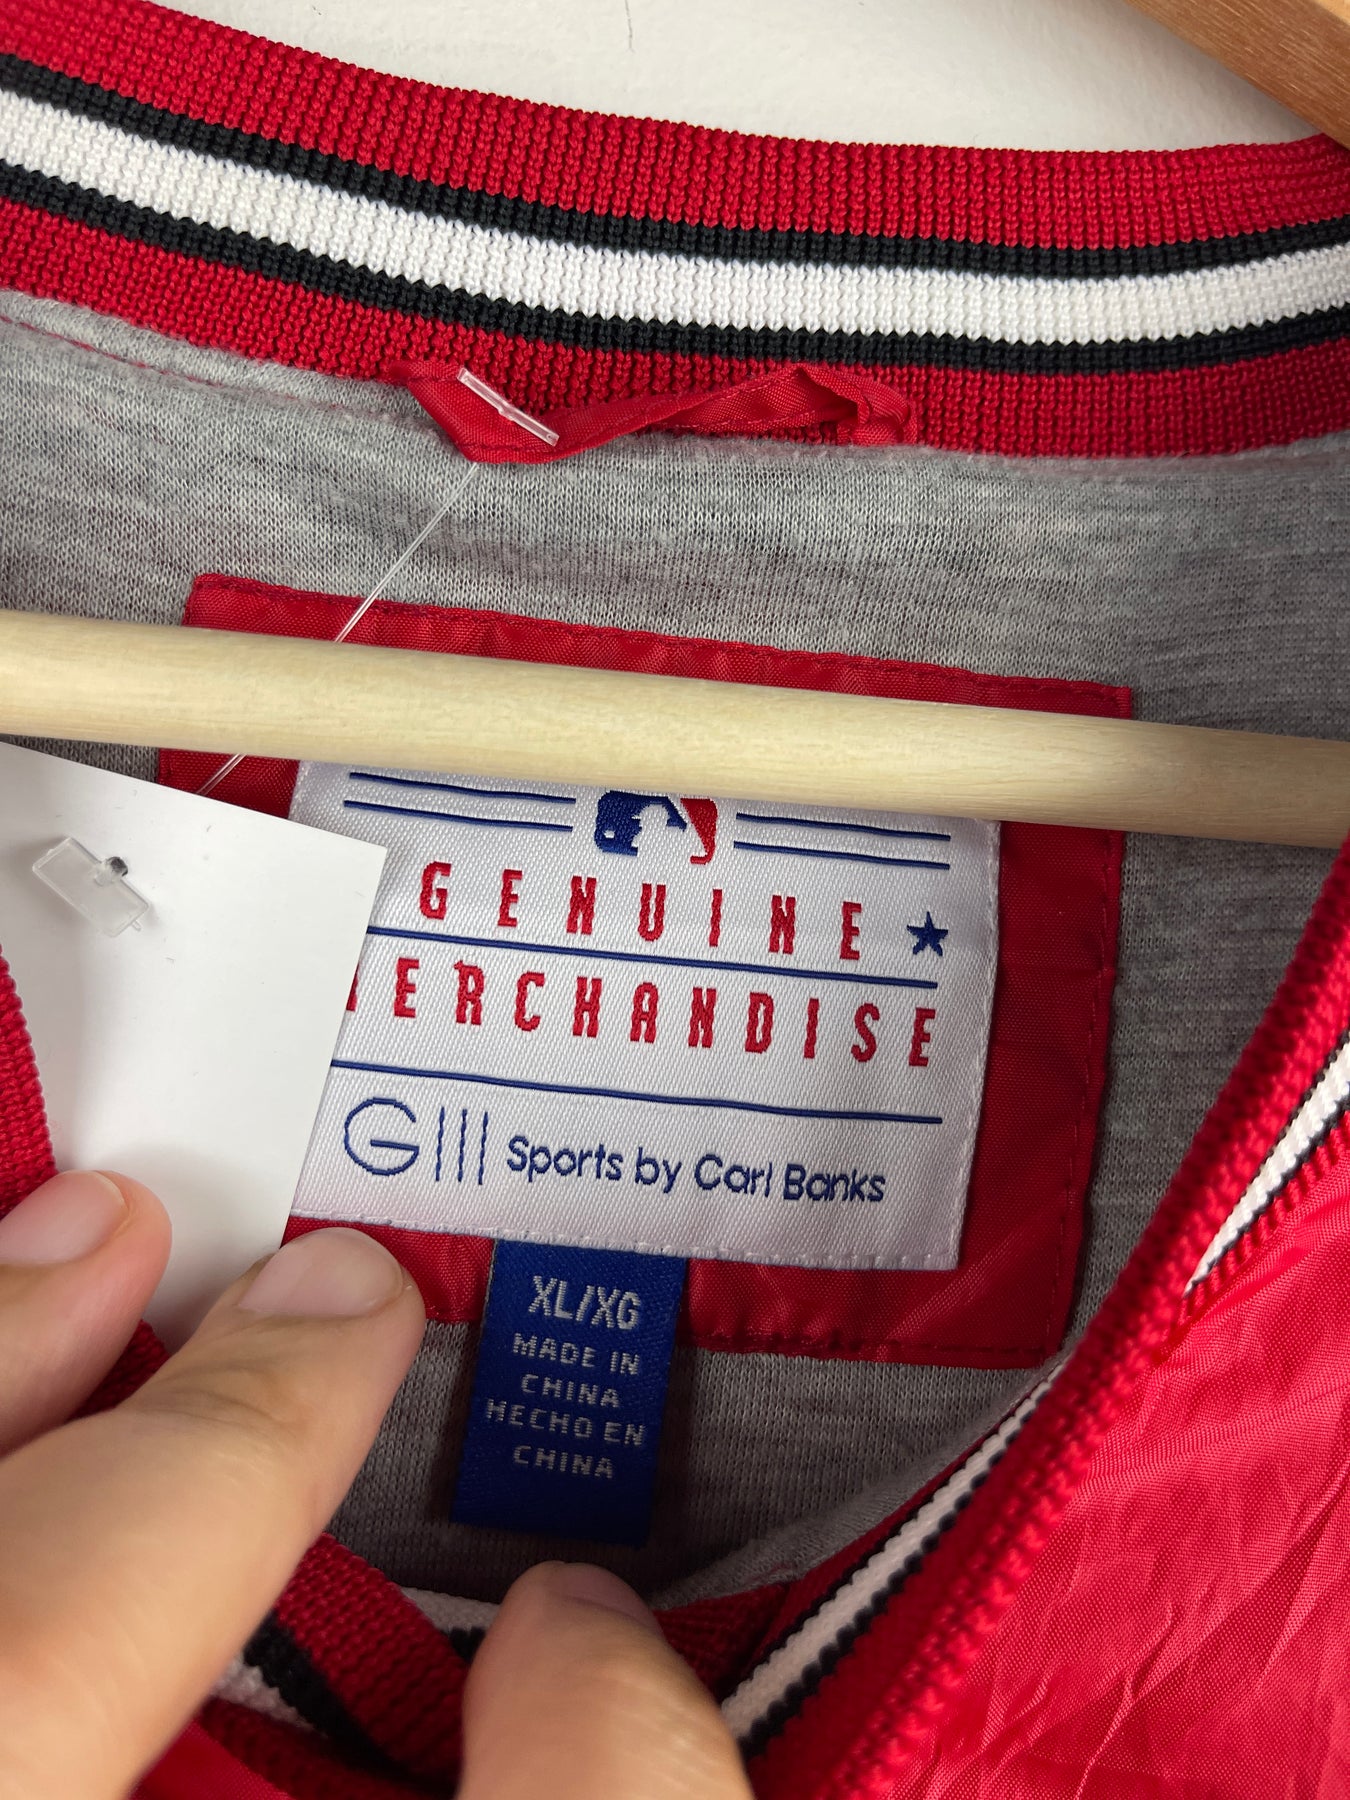 GENUINE
MERCHANDISE
GIII Sports by Carl Banks
XL/XG
MADE IN
CHINA
HECHO EN
CHINA